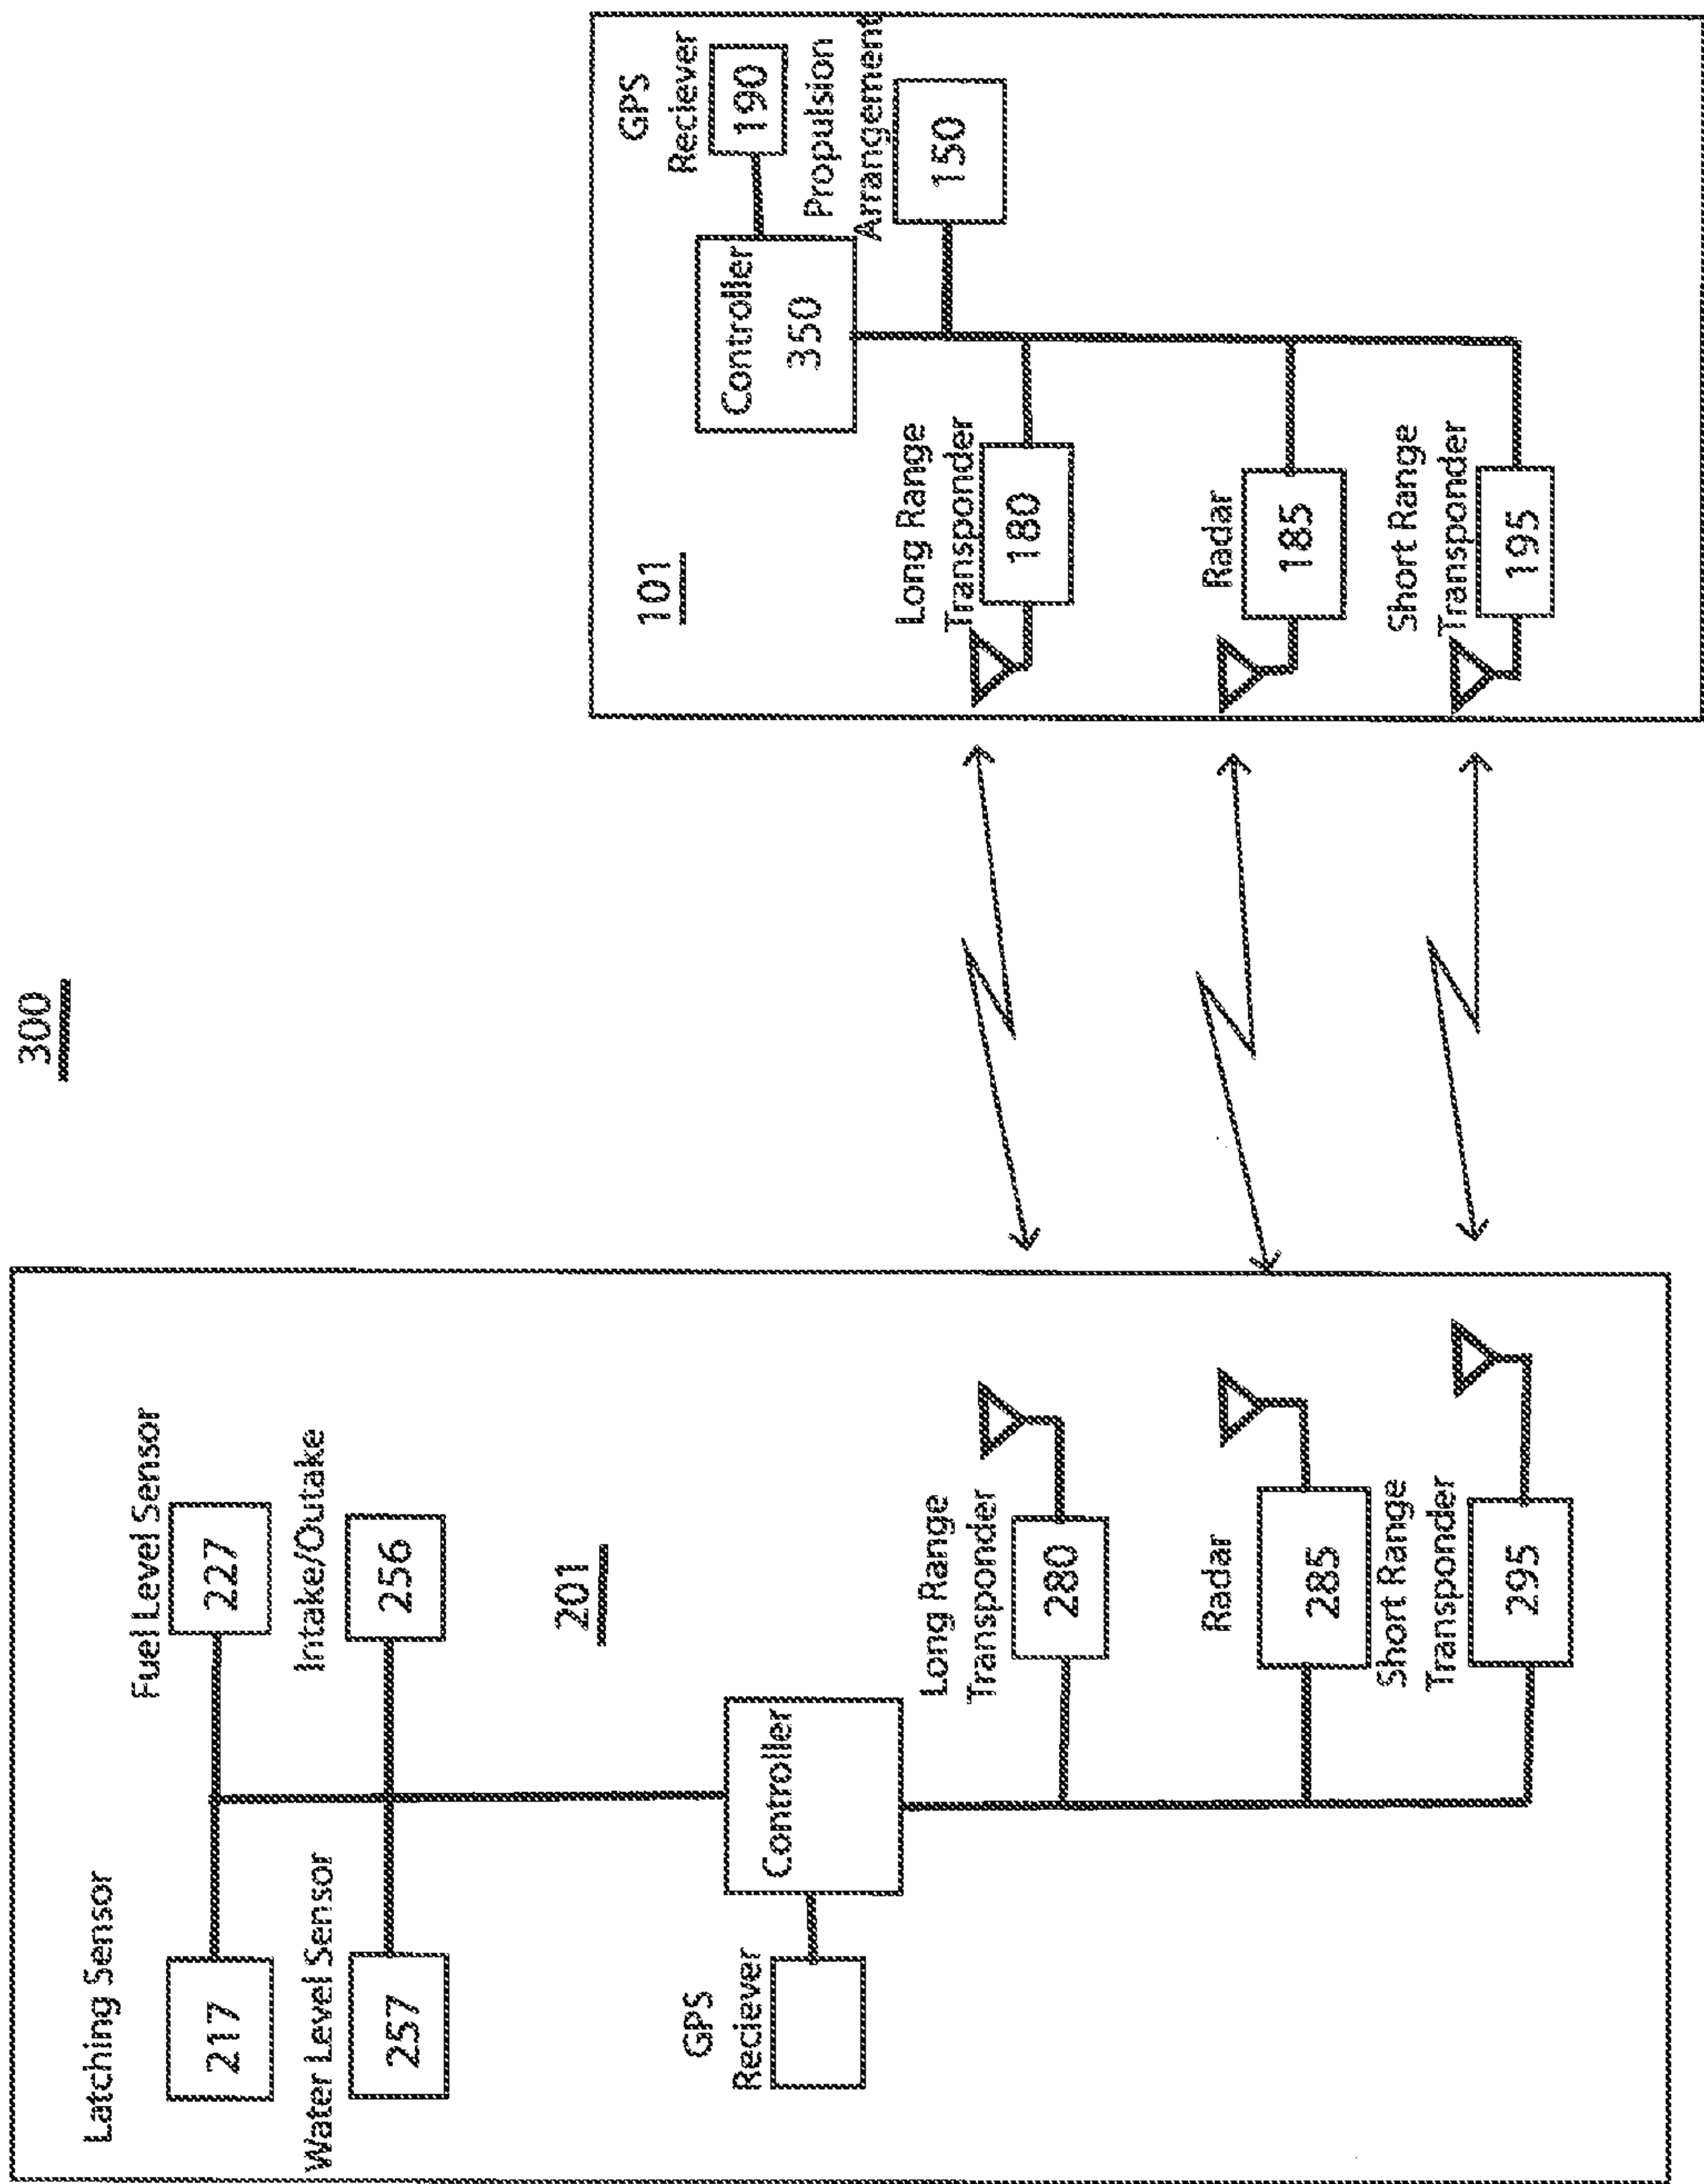 300
Latching Sensor
217
Fuel Level Sensor
227
Water Level Sensor
257
Intake/Outake
256
201
GPS
Reciever
Controller
Long Range
Transponder
280
Radar
285
Short Range
Transponder
295
101
GPS
Reciever
190
Controller
350
Propulsion
Arrangement
150
Long Range
Transponder
180
Radar
185
Short Range
Transponder
195